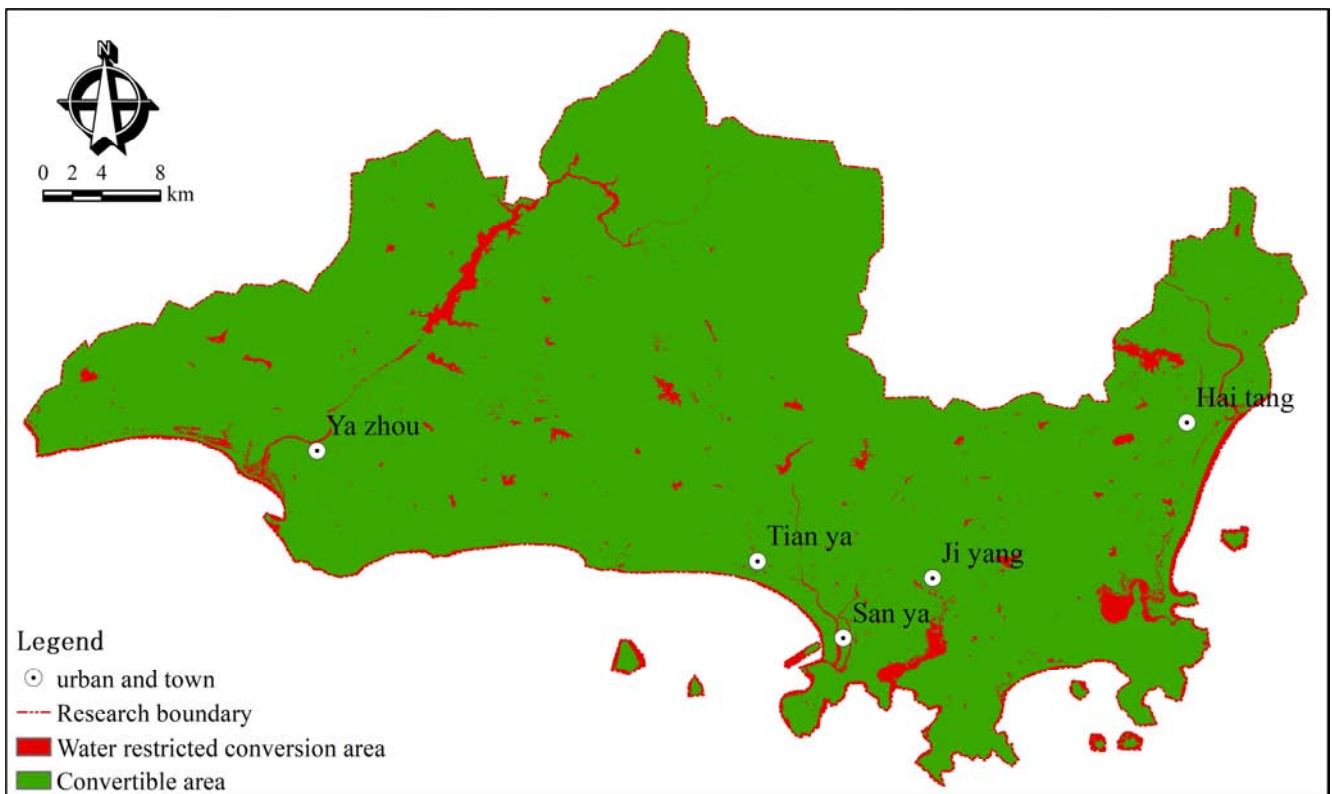 N
0 2 4 8
km
Hai tang
Ya zhou
Tian ya
Ji yang
San ya
Legend
urban and town
Research boundary
Water restricted conversion area
Convertible area